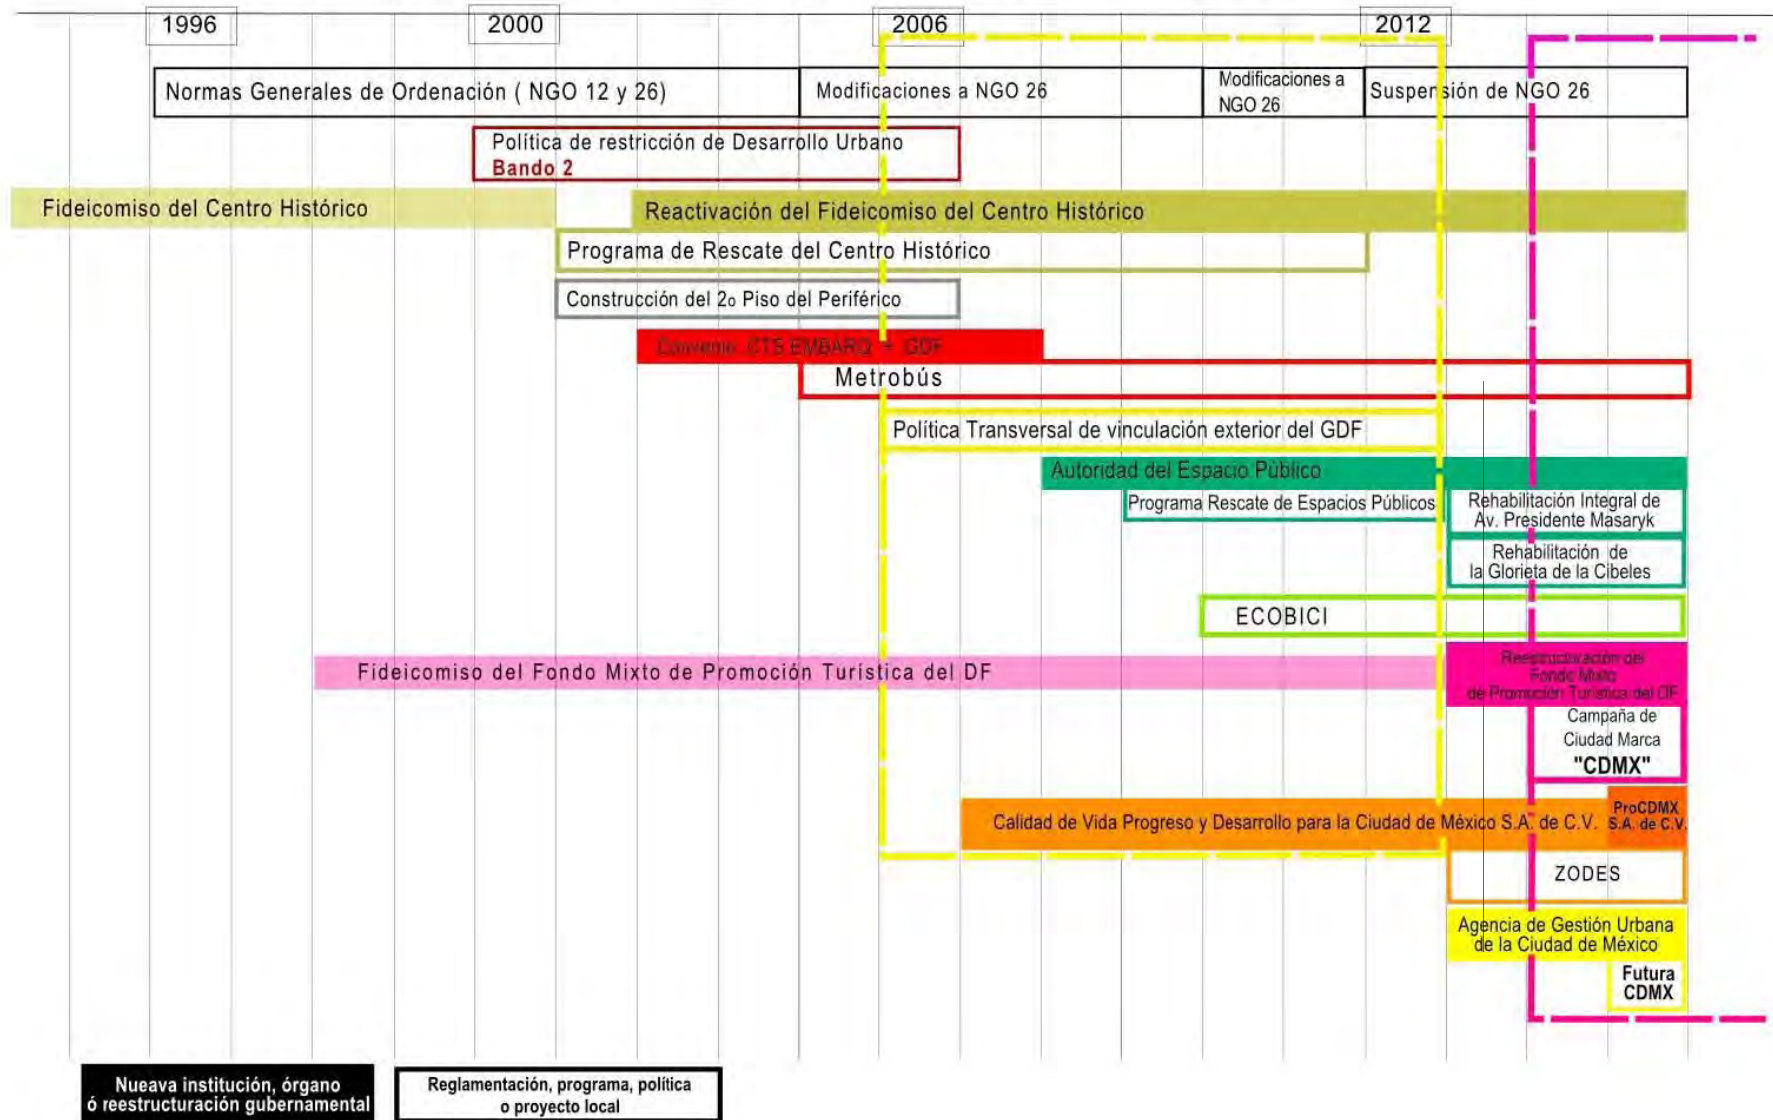 1996
2000
2006
2012
Normas Generales de Ordenación ( NGO 12 y 26)
Modificaciones a NGO 26
Modificaciones a
NGO 26
Suspensión de NGO 26
Política de restricción de Desarrollo Urbano
Bando 2
Fideicomiso del Centro Histórico
Reactivación del Fideicomiso del Centro Histórico
Programa de Rescate del Centro Histórico
Construcción del 2o Piso del Periférico
Convenio CTS EMBARQ + GDF
Metrobús
Política Transversal de vinculación exterior del GDF
Autoridad del Espacio Público
Programa Rescate de Espacios Públicos
Rehabilitación Integral de
Av. Presidente Masaryk
Rehabilitación de
la Glorieta de la Cibeles
ECOBICI
Fideicomiso del Fondo Mixto de Promoción Turística del DF
Reestructuración del
Fondo Mixto
de Promoción Turística del DF
Campaña de
Ciudad Marca
"CDMX"
Calidad de Vida Progreso y Desarrollo para la Ciudad de México S.A. de C.V.
ProCDMX
S.A. de C.V.
ZODES
Agencia de Gestión Urbana
de la Ciudad de México
Futura
CDMX
Nueava institución, órgano
ó reestructuración gubernamental
Reglamentación, programa, política
o proyecto local